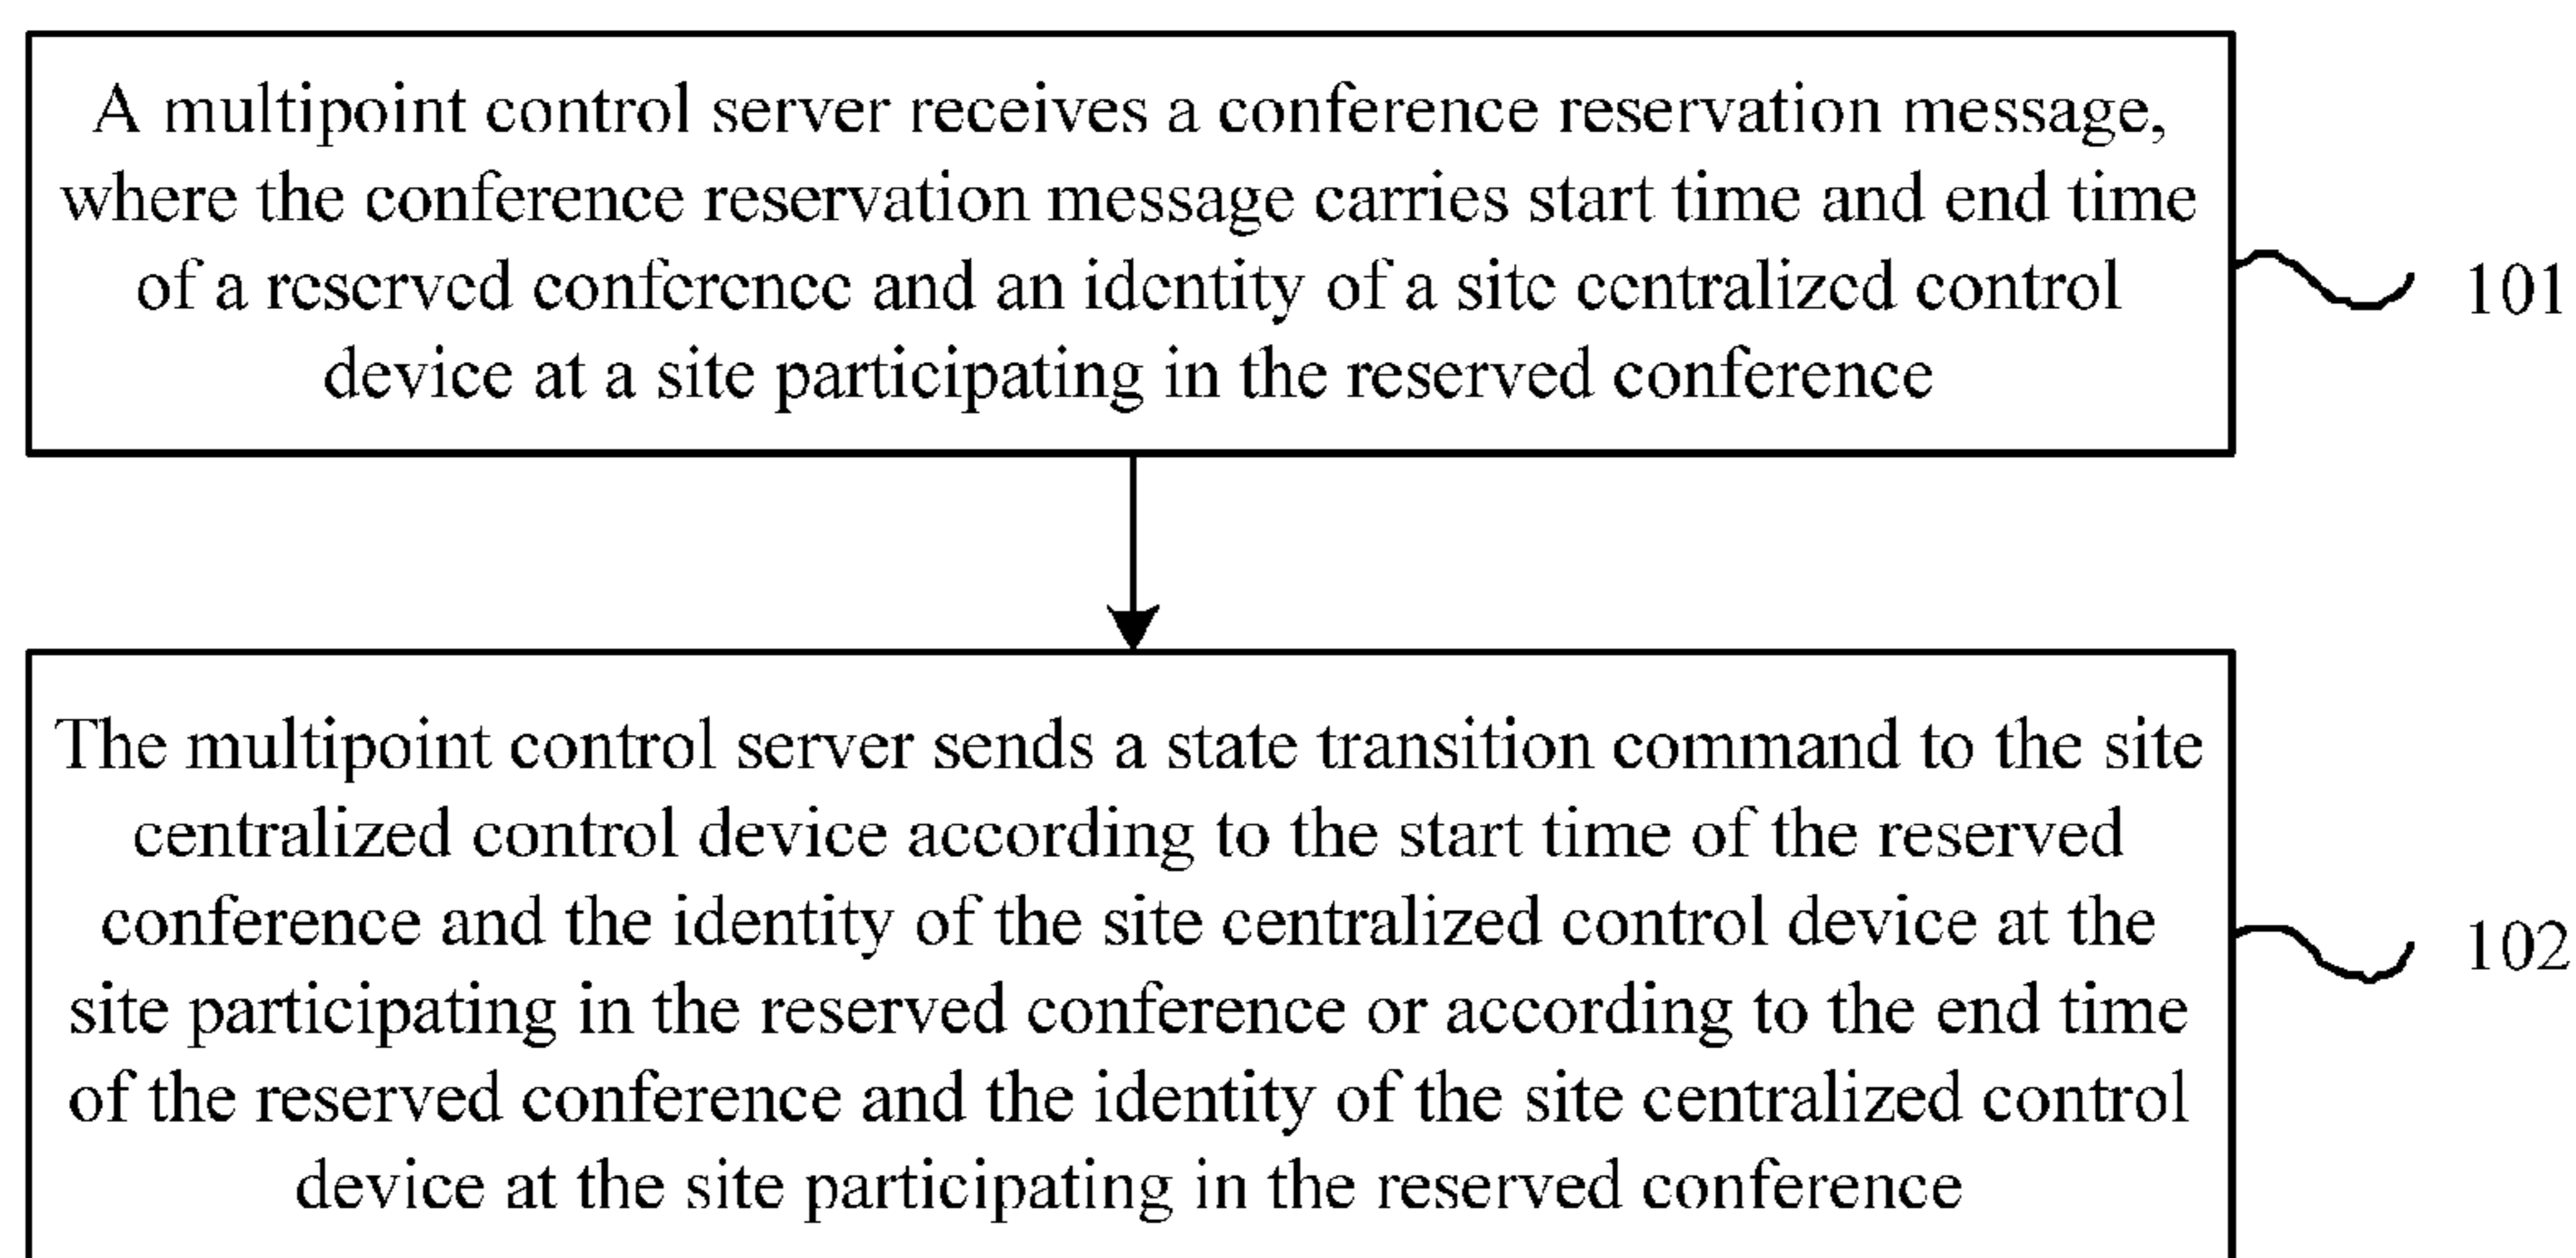 A multipoint control server receives a conference reservation message,
where the conference reservation message carries start time and end time
of a reserved conference and an identity of a site centralized control
device at a site participating in the reserved conference
101
The multipoint control server sends a state transition command to the site
centralized control device according to the start time of the reserved
conference and the identity of the site centralized control device at the
site participating in the reserved conference or according to the end time
of the reserved conference and the identity of the site centralized control
device at the site participating in the reserved conference
102